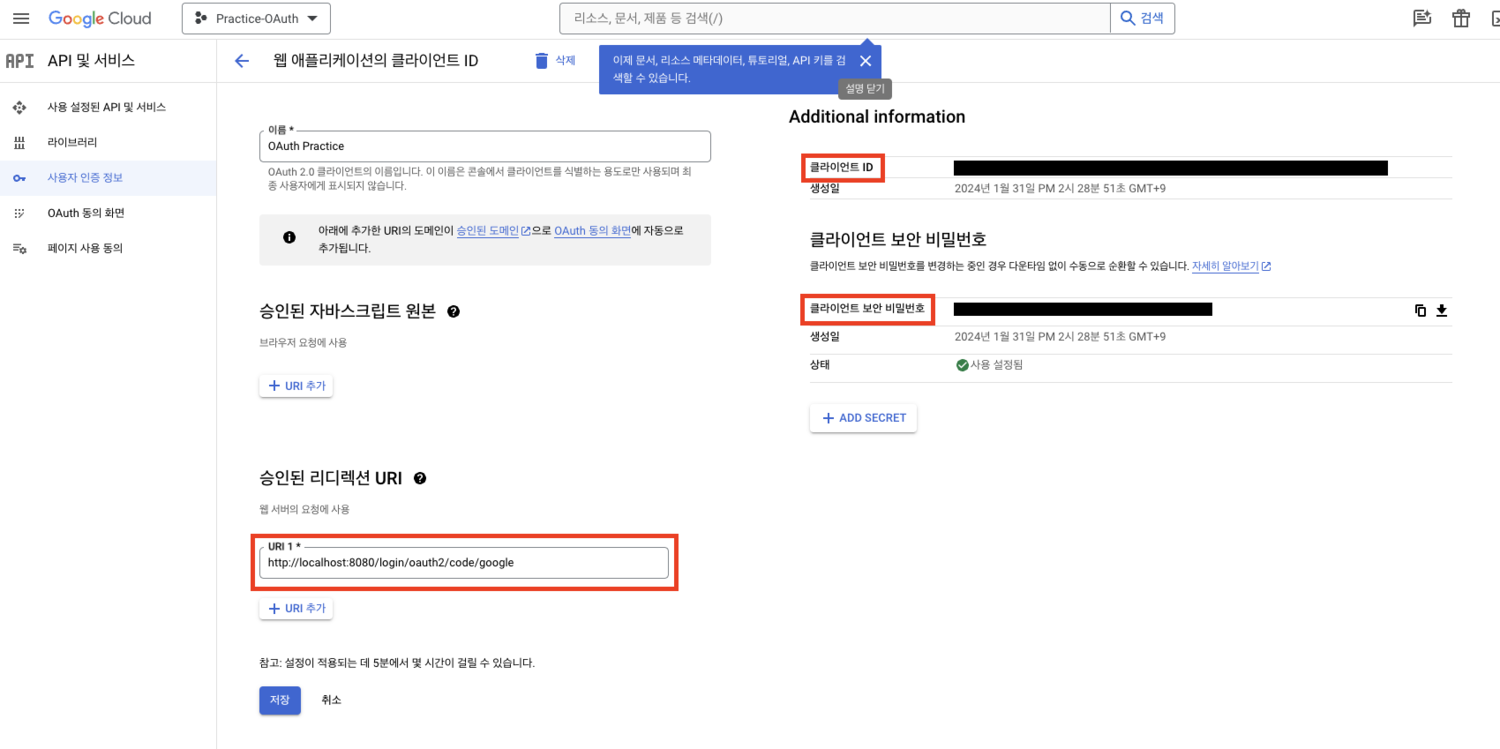 Google Cloud
Practice-OAuth
리소스, 문서, 제품 등 검색(/)
검색
API
API 및 서비스
웹 애플리케이션의 클라이언트 ID
삭제
이제 문서, 리소스 메타데이터, 튜토리얼, API 키를 검
색할 수 있습니다.
설명 닫기
사용 설정된 API 및 서비스
라이브러리
사용자 인증 정보
OAuth 동의 화면
페이지 사용 동의
이름 *
OAuth Practice
OAuth 2.0 클라이언트의 이름입니다. 이 이름은 콘솔에서 클라이언트를 식별하는 용도로만 사용되며 최
종 사용자에게 표시되지 않습니다.
아래에 추가한 URI의 도메인이 승인된 도메인으로 OAuth 동의 화면에 자동으로
추가됩니다.
승인된 자바스크립트 원본
브라우저 요청에 사용
+ URI 추가
승인된 리디렉션 URI
웹 서버의 요청에 사용
URI 1 *
http://localhost:8080/login/oauth2/code/google
+ URI 추가
참고: 설정이 적용되는 데 5분에서 몇 시간이 걸릴 수 있습니다.
저장
취소
Additional information
클라이언트 ID
생성일
2024년 1월 31일 PM 2시 28분 51초 GMT+9
클라이언트 보안 비밀번호
클라이언트 보안 비밀번호를 변경하는 중인 경우 다운타임 없이 수동으로 순환할 수 있습니다. 자세히 알아보기
클라이언트 보안 비밀번호
생성일
2024년 1월 31일 PM 2시 28분 51초 GMT+9
상태
사용 설정됨
+ ADD SECRET